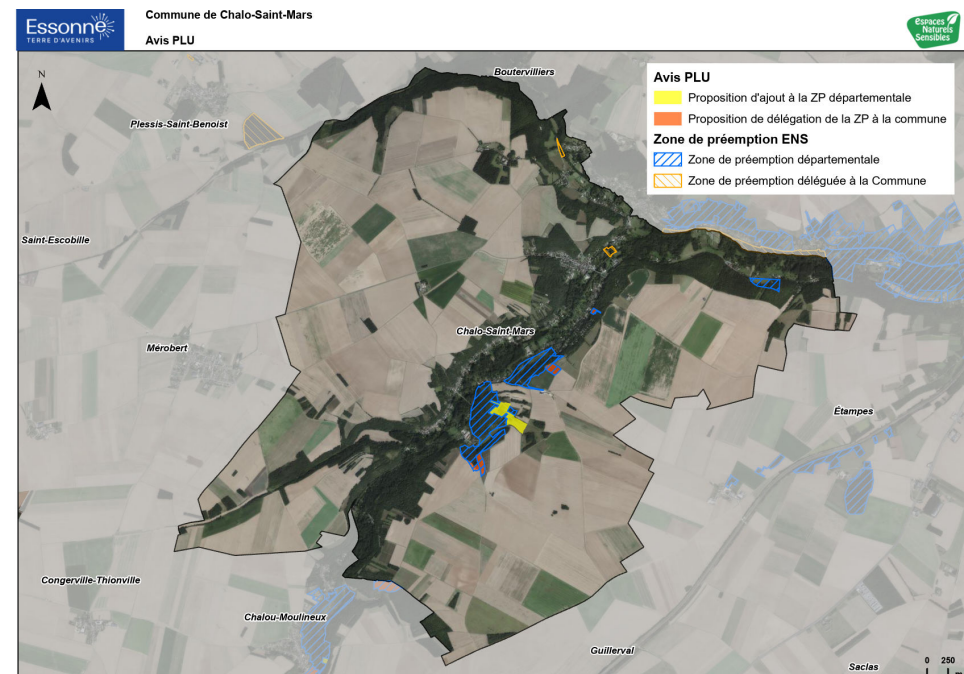 Essonne
TERRE D'AVENIRS
Commune de Chalo-Saint-Mars
Avis PLU
espaces
Naturels
Sensibles
N
Avis PLU
Proposition d'ajout à la ZP départementale
Proposition de délégation de la ZP à la commune
Zone de préemption ENS
Zone de préemption départementale
Zone de préemption déléguée à la Commune
Boutervilliers
Plessis-Saint-Benoist
Saint-Escobille
Chalo-Saint-Mars
Mérobert
Étampes
Congerville-Thionville
Chalou-Moulineux
Guillerval
Saclas
0 250